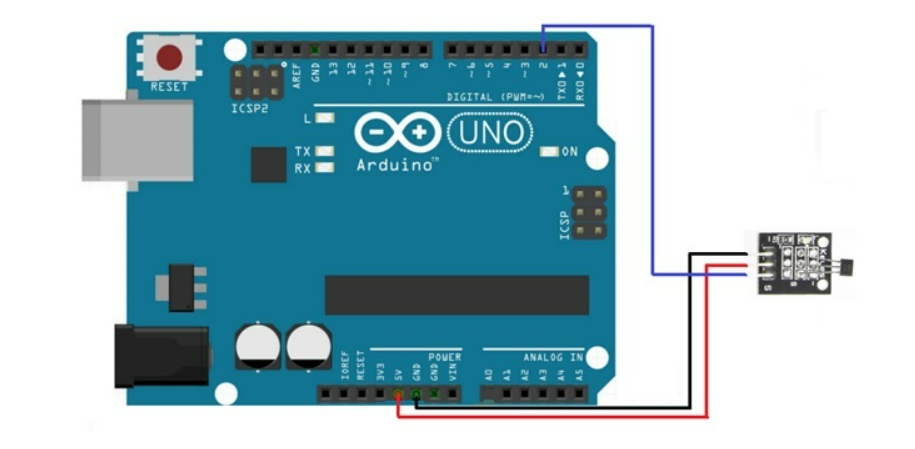 RESET
ICSP2
AREF
GND
13
12
~11
~10
~9
8
7
~6
~5
4
~3
2
TX0 ▶ 1
RX0 ◀ 0
DIGITAL (PWM=~)
L
TX
RX
UNO
Arduino™
ON
1
ICSP
POWER
ANALOG IN
IOREF
RESET
3V3
5V
GND
GND
VIN
A0
A1
A2
A3
A4
A5
S